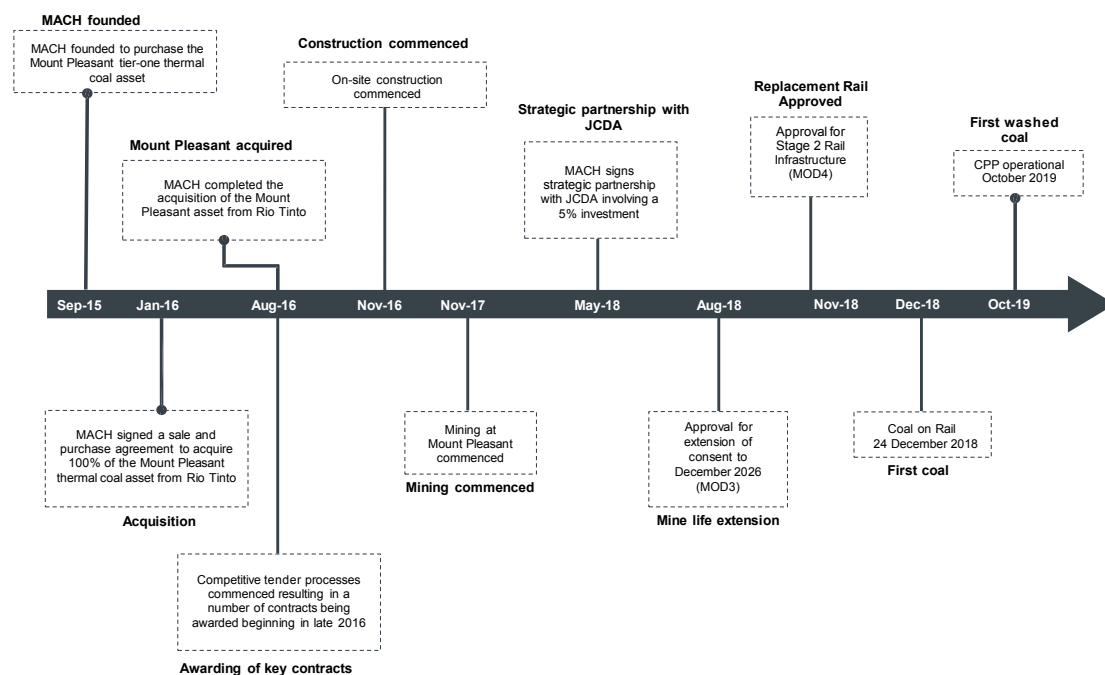 MACH founded
MACH founded to purchase the
Mount Pleasant tier-one thermal
coal asset
Mount Pleasant acquired
MACH completed the
acquisition of the Mount
Pleasant asset from Rio Tinto
Construction commenced
On-site construction
commenced
Strategic partnership with
JCDA
MACH signs
strategic partnership
with JCDA involving a
5% investment
Replacement Rail
Approved
Approval for
Stage 2 Rail
Infrastructure
(MOD4)
First washed
coal
CPP operational
October 2019
Sep-15
Jan-16
Aug-16
Nov-16
Nov-17
May-18
Aug-18
Nov-18
Dec-18
Oct-19
MACH signed a sale and
purchase agreement to acquire
100% of the Mount Pleasant
thermal coal asset from Rio Tinto
Acquisition
Competitive tender processes
commenced resulting in a
number of contracts being
awarded beginning in late 2016
Awarding of key contracts
Mining at
Mount Pleasant
commenced
Mining commenced
Approval for
extension of
consent to
December 2026
(MOD3)
Mine life extension
Coal on Rail
24 December 2018
First coal